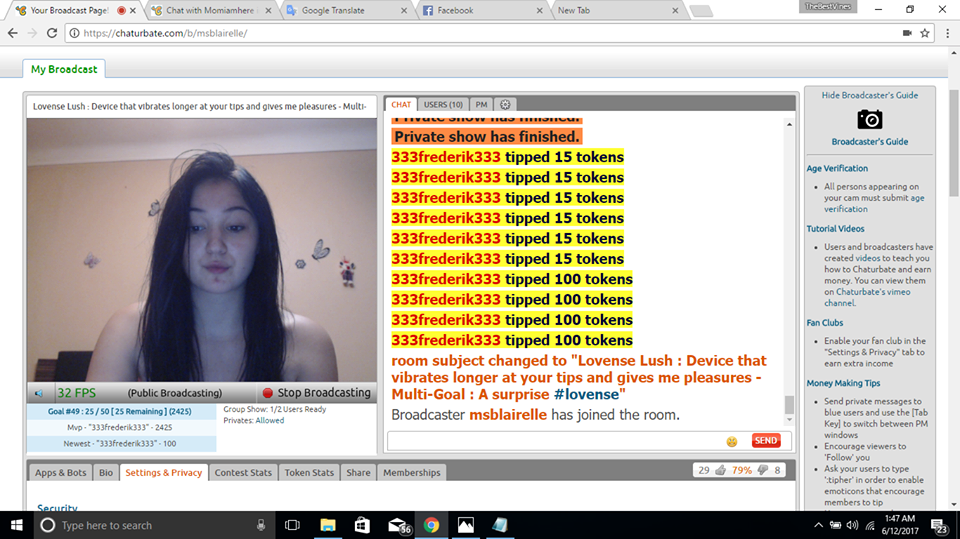 Your Broadcast Page!
Chat with Momiamhere
Google Translate
Facebook
New Tab
TheBestVines
https://chaturbate.com/b/msblairelle/
My Broadcast
Lovense Lush : Device that vibrates longer at your tips and gives me pleasures - Multi-
32 FPS
(Public Broadcasting)
Stop Broadcasting
Goal #49 : 25 / 50 [ 25 Remaining ] (2425)
Mvp - "333frederik333" - 2425
Newest - "333frederik333" - 100
Group Show: 1/2 Users Ready
Privates: Allowed
CHAT
USERS (10)
PM
Private show has finished.
Private show has finished.
333frederik333 tipped 15 tokens
333frederik333 tipped 15 tokens
333frederik333 tipped 15 tokens
333frederik333 tipped 15 tokens
333frederik333 tipped 15 tokens
333frederik333 tipped 15 tokens
333frederik333 tipped 100 tokens
333frederik333 tipped 100 tokens
333frederik333 tipped 100 tokens
333frederik333 tipped 100 tokens
room subject changed to "Lovense Lush : Device that
vibrates longer at your tips and gives me pleasures -
Multi-Goal : A surprise #lovense"
Broadcaster msblairelle has joined the room.
SEND
Hide Broadcaster's Guide
Broadcaster's Guide
Age Verification
All persons appearing on
your cam must submit age
verification
Tutorial Videos
Users and broadcasters have
created videos to teach you
how to Chaturbate and earn
money. You can view them
on Chaturbate's vimeo
channel.
Fan Clubs
Enable your fan club in the
"Settings & Privacy" tab to
earn extra income
Money Making Tips
Send private messages to
blue users and use the [Tab
Key] to switch between PM
windows
Encourage viewers to
'Follow' you
Ask your users to type
':tipher' in order to enable
emoticons that encourage
members to tip
Apps & Bots
Bio
Settings & Privacy
Contest Stats
Token Stats
Share
Memberships
29
79%
8
Security
Type here to search
56
1:47 AM
6/12/2017
23